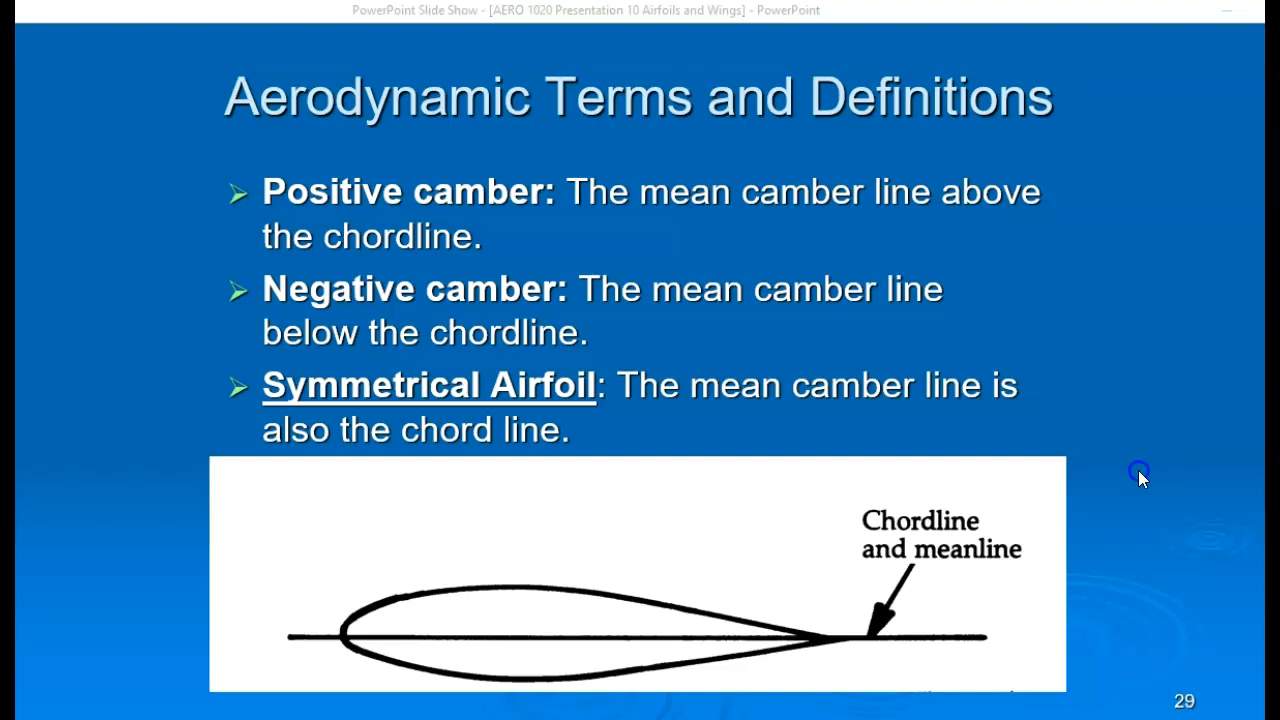 PowerPoint Slide Show - [AERO 1020 Presentation 10 Airfoils and Wings] - PowerPoint
Aerodynamic Terms and Definitions
Positive camber: The mean camber line above
the chordline.
Negative camber: The mean camber line
below the chordline.
Symmetrical Airfoil: The mean camber line is
also the chord line.
Chordline
and meanline
29